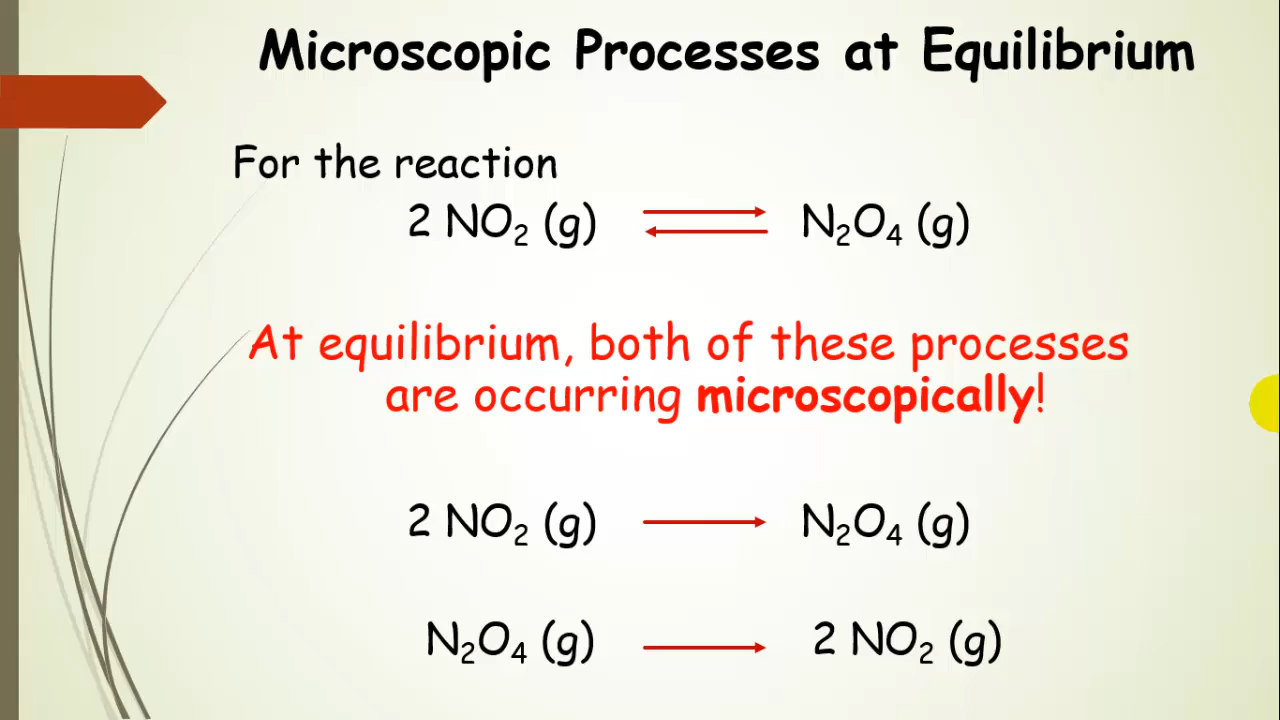 Microscopic Processes at Equilibrium
For the reaction
2 NO₂ (g) ⇄ N₂O₄ (g)
At equilibrium, both of these processes
are occurring microscopically!
2 NO₂ (g) → N₂O₄ (g)
N₂O₄ (g) → 2 NO₂ (g)